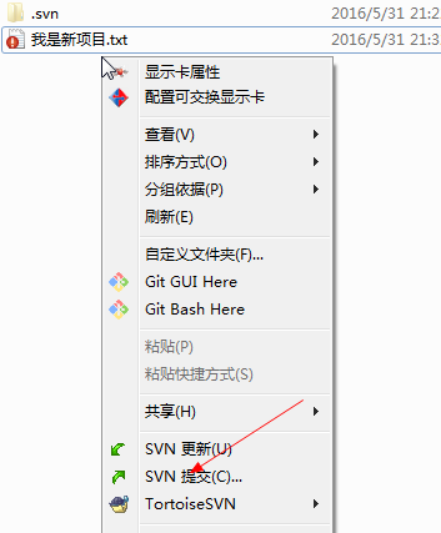 .svn 2016/5/31 21:2
我是新项目.txt 2016/5/31 21:3
显示卡属性
配置可交换显示卡
查看(V)
排序方式(O)
分组依据(P)
刷新(E)
自定义文件夹(F)...
Git GUI Here
Git Bash Here
粘贴(P)
粘贴快捷方式(S)
共享(H)
SVN 更新(U)
SVN 提交(C)...
TortoiseSVN